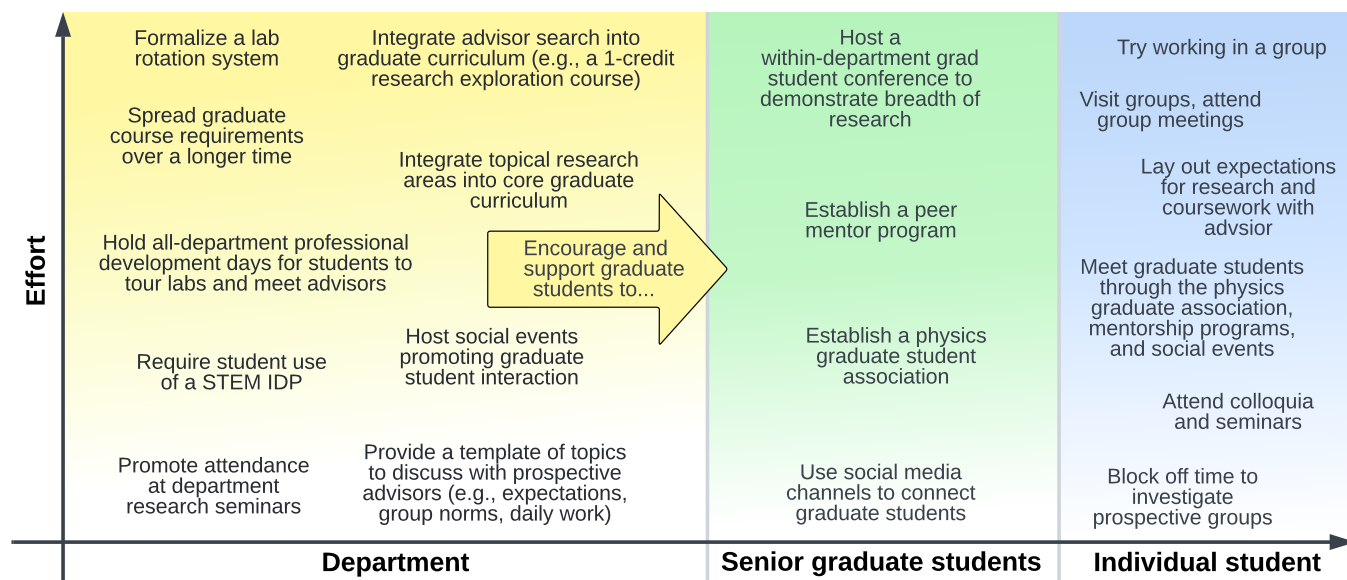 Effort
Formalize a lab
rotation system
Integrate advisor search into
graduate curriculum (e.g., a 1-credit
research exploration course)
Spread graduate
course requirements
over a longer time
Integrate topical research
areas into core graduate
curriculum
Hold all-department professional
development days for students to
tour labs and meet advisors
Encourage and
support graduate
students to...
Host social events
promoting graduate
student interaction
Require student use
of a STEM IDP
Promote attendance
at department
research seminars
Provide a template of topics
to discuss with prospective
advisors (e.g., expectations,
group norms, daily work)
Host a
within-department grad
student conference to
demonstrate breadth of
research
Establish a peer
mentor program
Establish a physics
graduate student
association
Use social media
channels to connect
graduate students
Try working in a group
Visit groups, attend
group meetings
Lay out expectations
for research and
coursework with
advsior
Meet graduate students
through the physics
graduate association,
mentorship programs,
and social events
Attend colloquia
and seminars
Block off time to
investigate
prospective groups
Department
Senior graduate students
Individual student